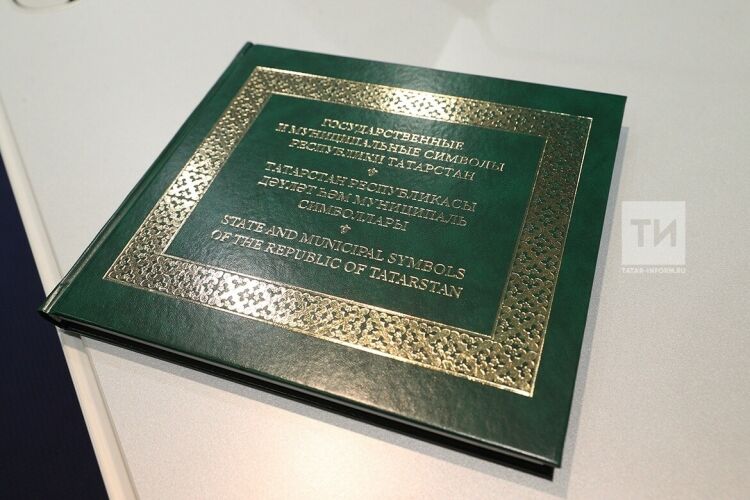 ГОСУДАРСТВЕННЫЕ
И МУНИЦИПАЛЬНЫЕ СИМВОЛЫ
РЕСПУБЛИКИ ТАТАРСТАН
ТАТАРСТАН РЕСПУБЛИКАСЫ
ДӘҮЛӘТ ҺӘМ МУНИЦИПАЛЬ
СИМВОЛЛАРЫ
STATE AND MUNICIPAL SYMBOLS
OF THE REPUBLIC OF TATARSTAN
ТИ
TATAR-INFORM.RU